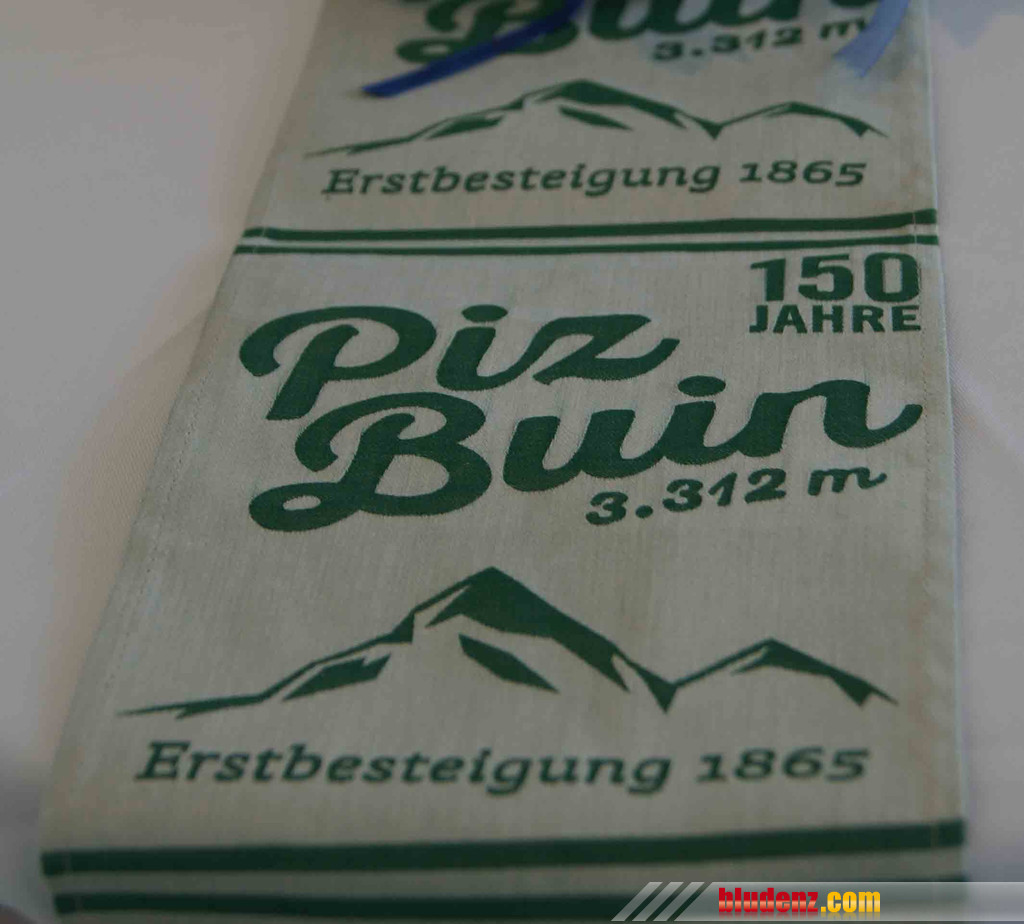 Buin
3.312 m
Erstbesteigung 1865
150
JAHRE
Piz
Buin
3.312 m
Erstbesteigung 1865
bludenz.com